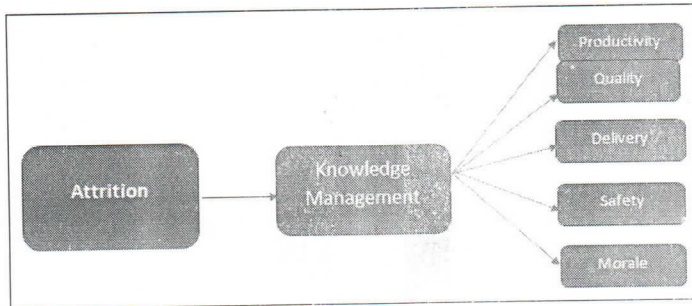 Attrition
Knowledge
Management
Productivity
Quality
Delivery
Safety
Morale